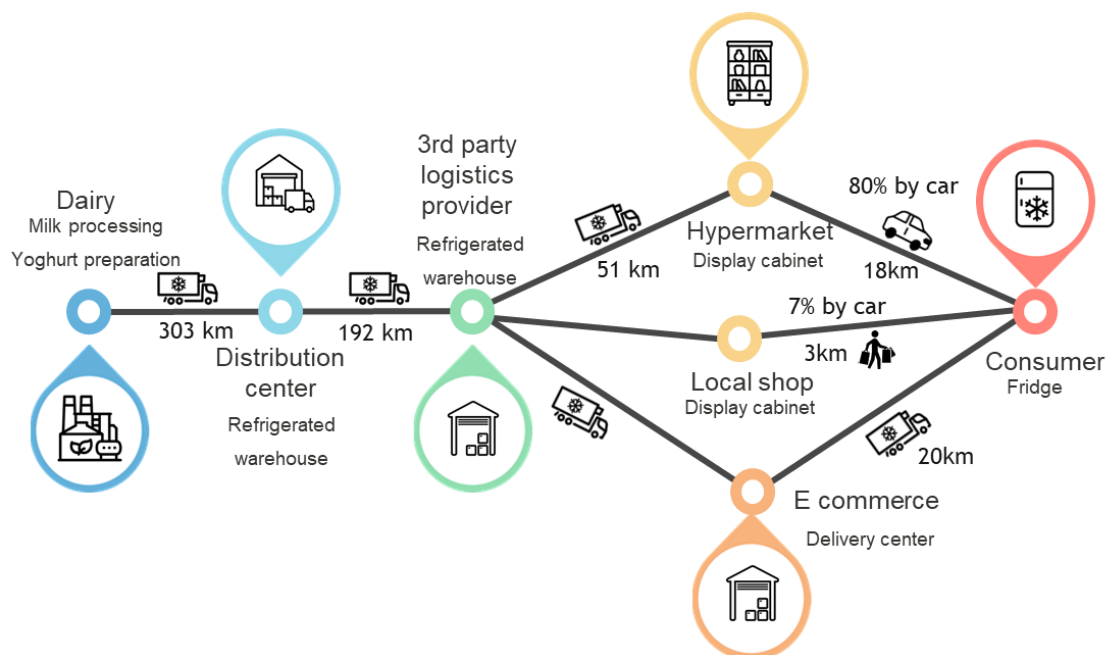 Dairy
Milk processing
Yoghurt preparation
303 km
Distribution
center
Refrigerated
warehouse
192 km
3rd party
logistics
provider
Refrigerated
warehouse
51 km
Hypermarket
Display cabinet
80% by car
18km
7% by car
3km
Local shop
Display cabinet
20km
E commerce
Delivery center
Consumer
Fridge